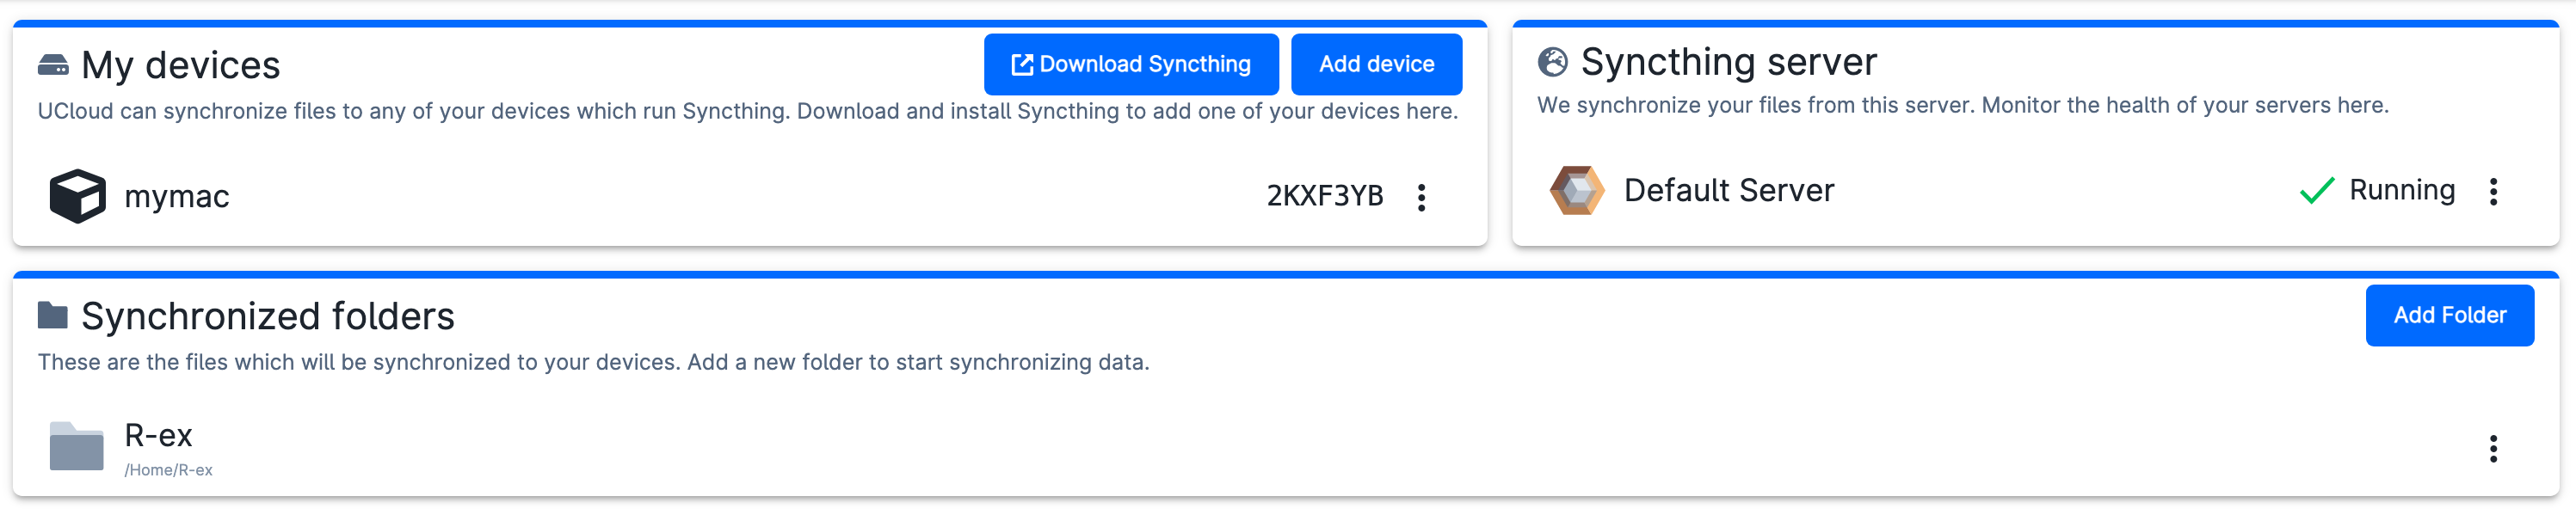 My devices
Download Syncthing
Add device
UCloud can synchronize files to any of your devices which run Syncthing. Download and install Syncthing to add one of your devices here.
mymac
2KXF3YB
Syncthing server
We synchronize your files from this server. Monitor the health of your servers here.
Default Server
Running
Synchronized folders
Add Folder
These are the files which will be synchronized to your devices. Add a new folder to start synchronizing data.
R-ex
/Home/R-ex